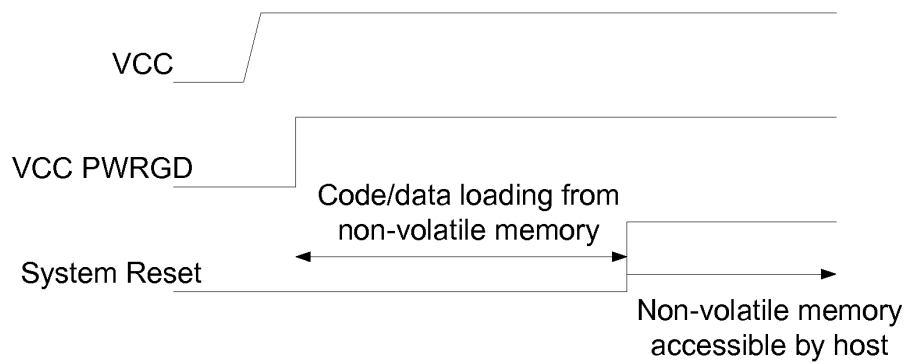 VCC
VCC PWRGD
Code/data loading from
non-volatile memory
System Reset
Non-volatile memory
accessible by host